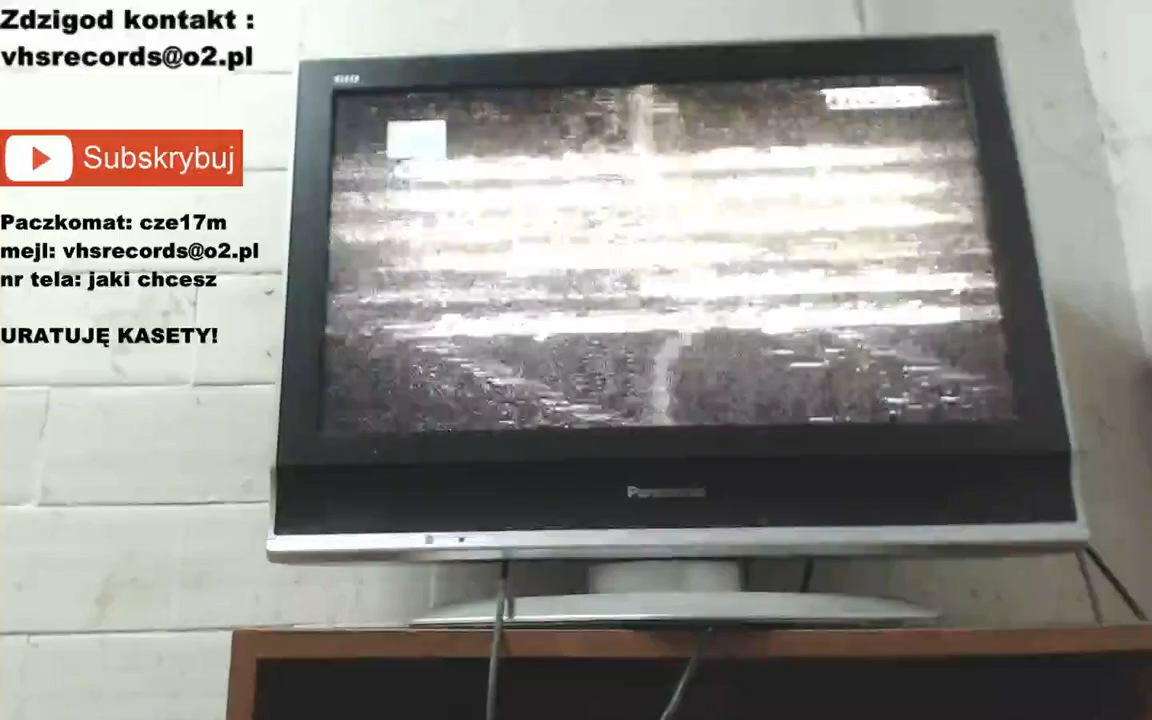 Zdzigod kontakt :
vhsrecords@o2.pl
Subskrybuj
Paczkomat: cze17m
mejl: vhsrecords@o2.pl
nr tela: jaki chcesz
URATUJĘ KASETY!
Panasonic